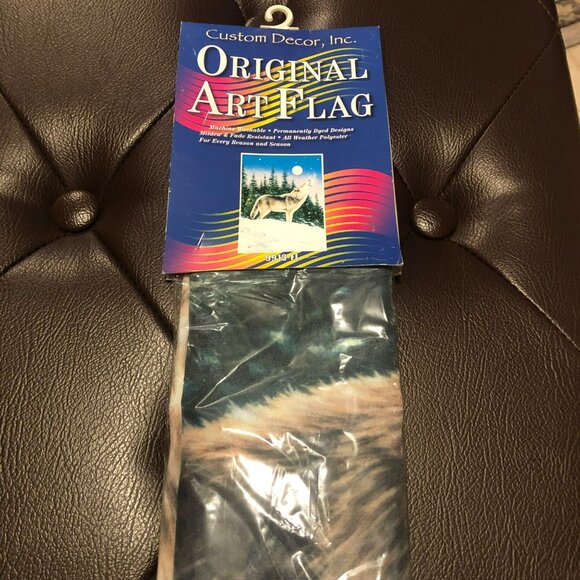 Custom Decor, Inc.
ORIGINAL
ART FLAG
Machine Washable • Permanently Dyed Designs
Mildew & Fade Resistant • All Weather Polyester
For Every Reason and Season